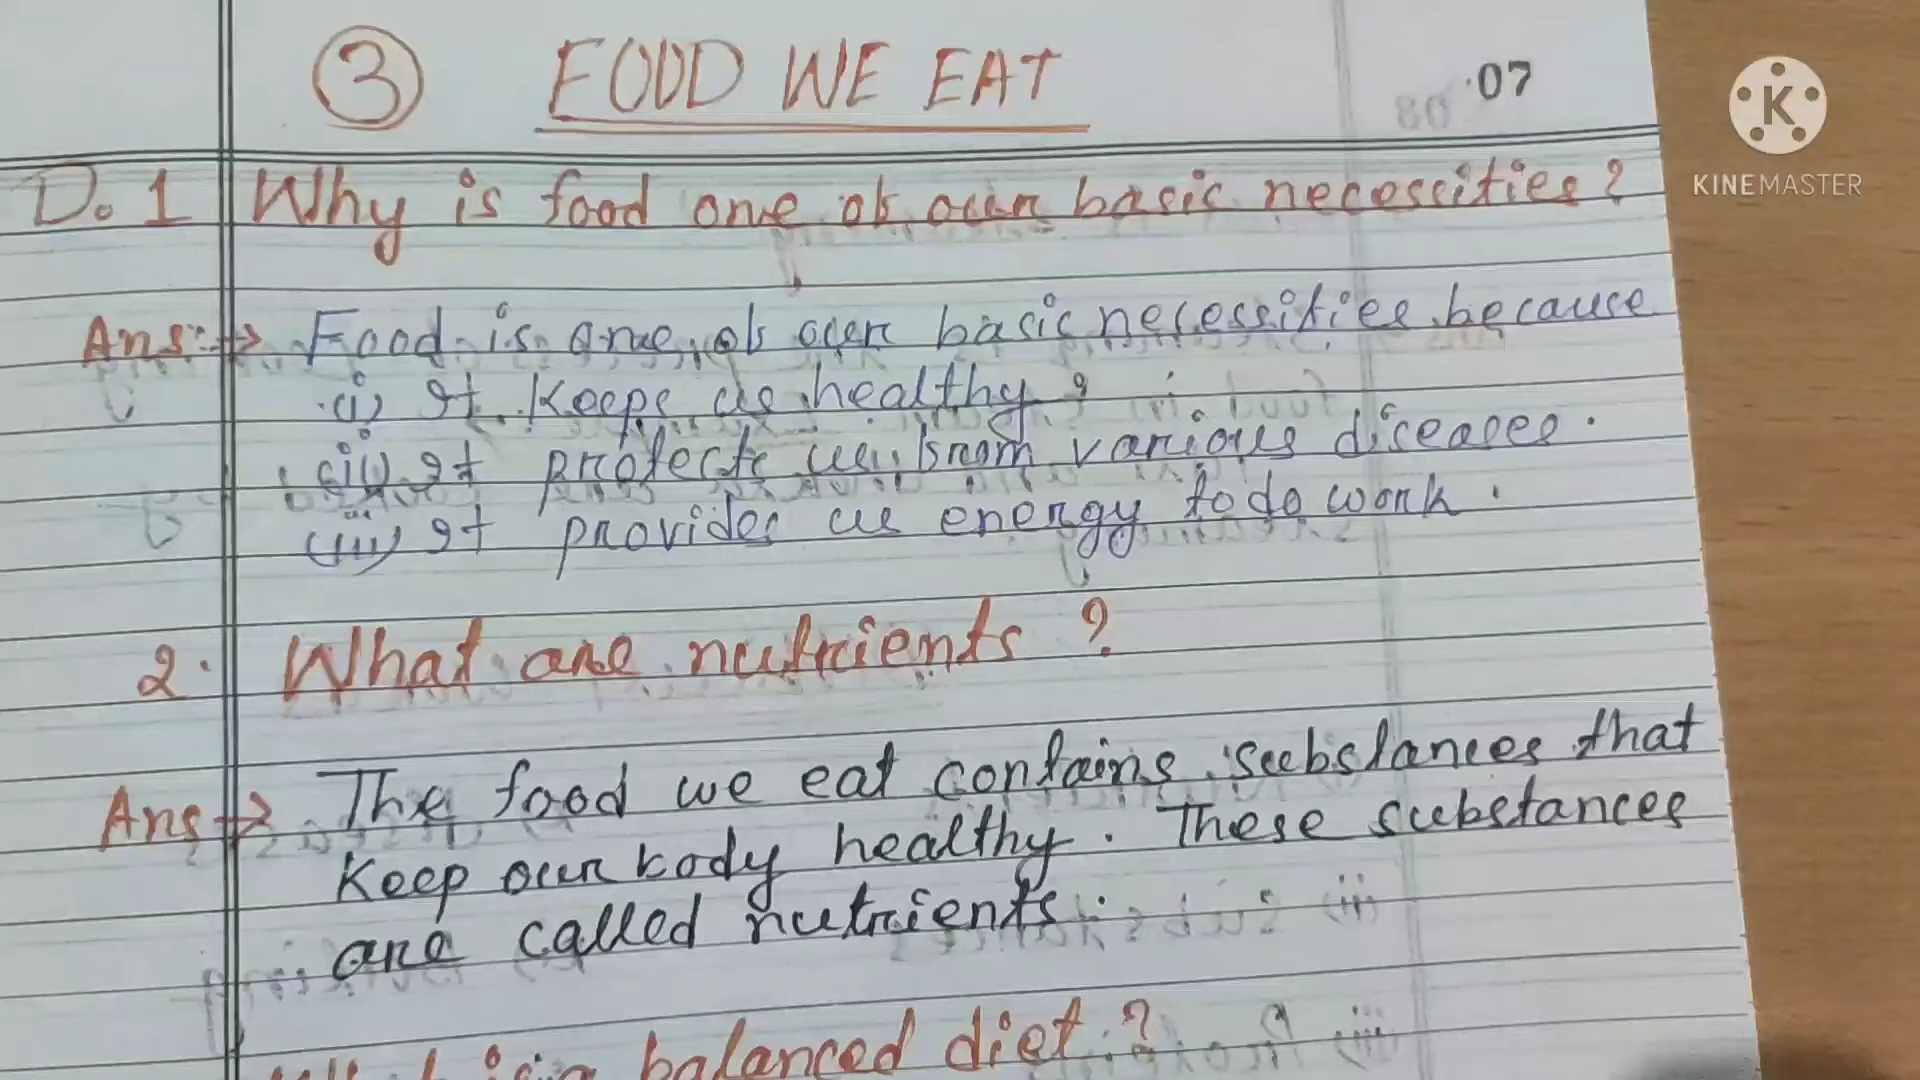 3 FOOD WE EAT
07
KINEMASTER
D. 1 Why is food one of our basic necessities?
Ans:→ Food is one of our basic necessities because
(i) It keeps us healthy,
(ii) It protects us from various diseases.
(iii) It provides us energy to do work.
2. What are nutrients?
Ans→ The food we eat contains substances that
keep our body healthy. These substances
are called nutrients.
balanced diet?